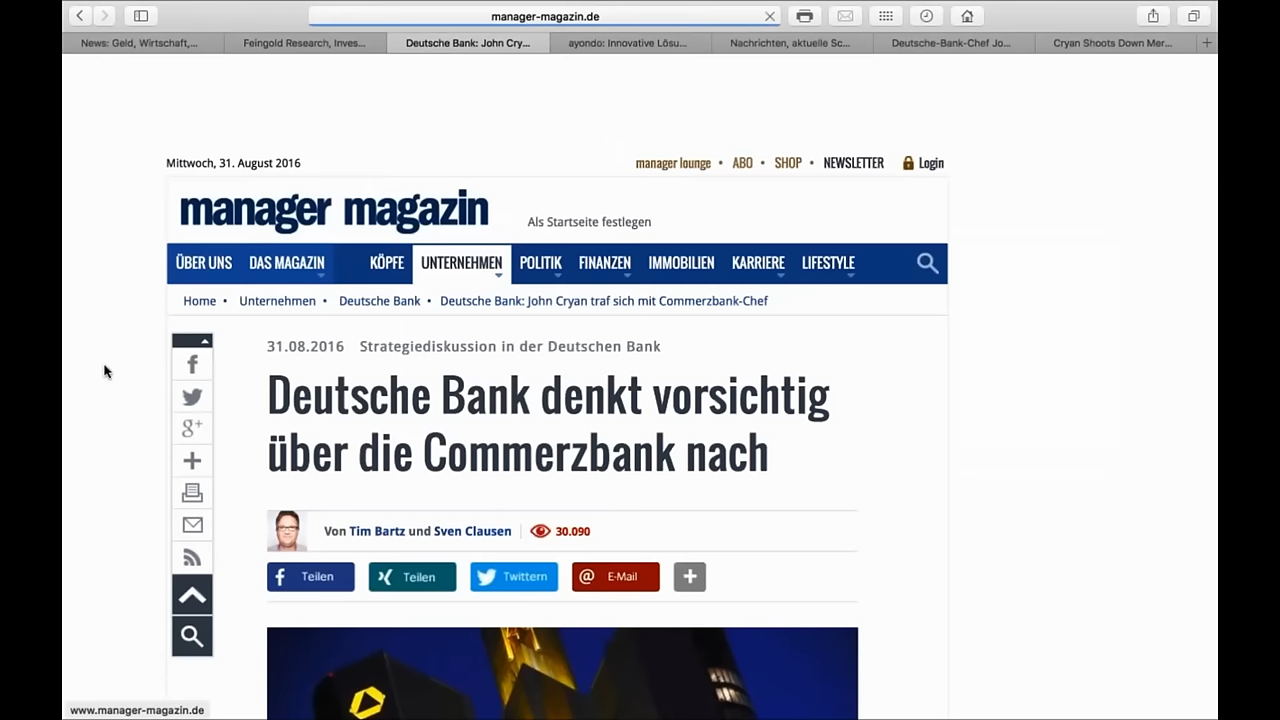 manager-magazin.de
News: Geld, Wirtschaft,...
Feingold Research, Inves...
Deutsche Bank: John Cry...
ayondo: Innovative Lösu...
Nachrichten, aktuelle Sc...
Deutsche-Bank-Chef Jo...
Cryan Shoots Down Mer...
Mittwoch, 31. August 2016
manager lounge • ABO • SHOP • NEWSLETTER Login
manager magazin
Als Startseite festlegen
ÜBER UNS DAS MAGAZIN KÖPFE UNTERNEHMEN POLITIK FINANZEN IMMOBILIEN KARRIERE LIFESTYLE
Home • Unternehmen • Deutsche Bank • Deutsche Bank: John Cryan traf sich mit Commerzbank-Chef
31.08.2016 Strategiediskussion in der Deutschen Bank
Deutsche Bank denkt vorsichtig
über die Commerzbank nach
Von Tim Bartz und Sven Clausen 30.090
Teilen Teilen Twittern E-Mail
www.manager-magazin.de